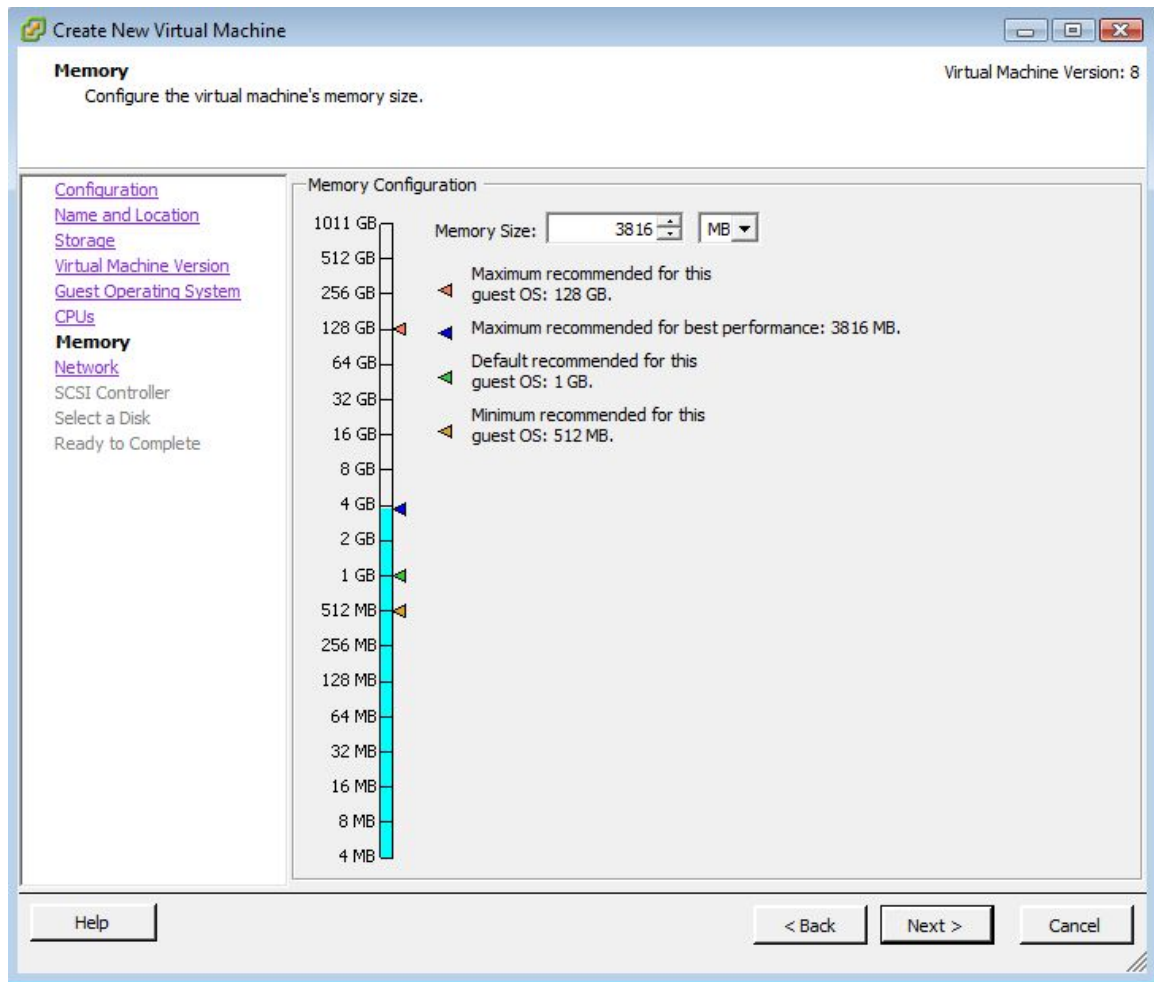 Create New Virtual Machine
Memory
Virtual Machine Version: 8
Configure the virtual machine's memory size.
Configuration
Name and Location
Storage
Virtual Machine Version
Guest Operating System
CPUs
Memory
Network
SCSI Controller
Select a Disk
Ready to Complete
Memory Configuration
1011 GB
512 GB
256 GB
128 GB
64 GB
32 GB
16 GB
8 GB
4 GB
2 GB
1 GB
512 MB
256 MB
128 MB
64 MB
32 MB
16 MB
8 MB
4 MB
Memory Size: 3816 MB
Maximum recommended for this
guest OS: 128 GB.
Maximum recommended for best performance: 3816 MB.
Default recommended for this
guest OS: 1 GB.
Minimum recommended for this
guest OS: 512 MB.
Help
< Back
Next >
Cancel